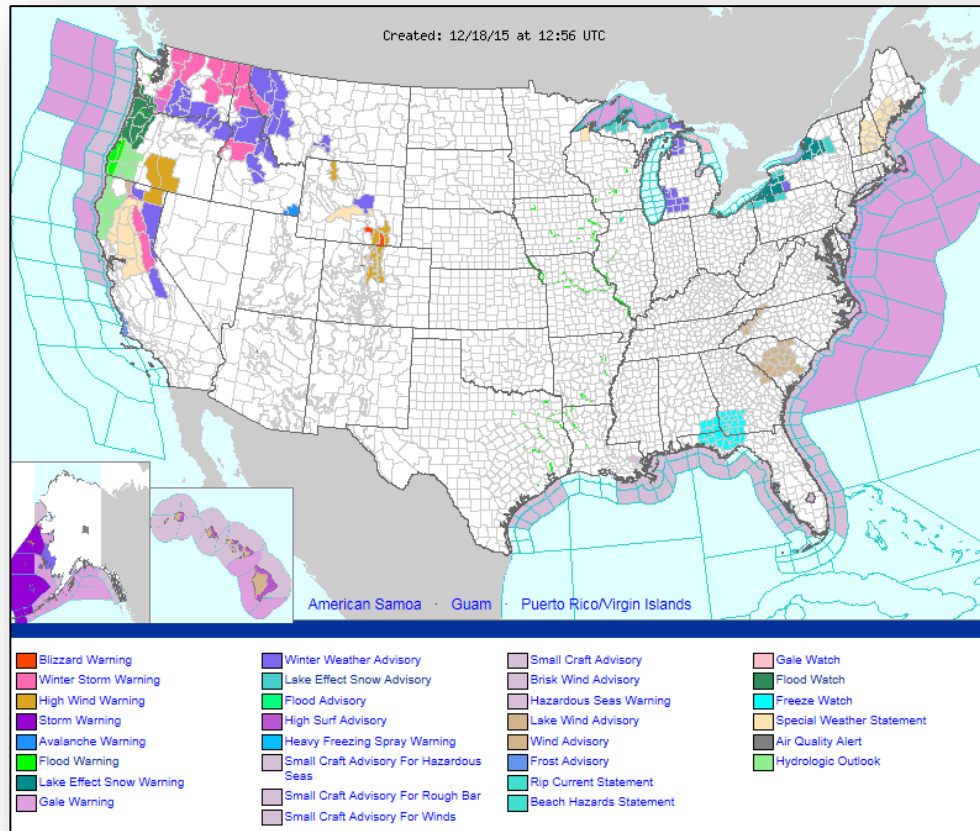 Created: 12/18/15 at 12:56 UTC
American Samoa · Guam · Puerto Rico/Virgin Islands
Blizzard Warning
Winter Storm Warning
High Wind Warning
Storm Warning
Avalanche Warning
Flood Warning
Lake Effect Snow Warning
Gale Warning
Winter Weather Advisory
Lake Effect Snow Advisory
Flood Advisory
High Surf Advisory
Heavy Freezing Spray Warning
Small Craft Advisory For Hazardous
Seas
Small Craft Advisory For Rough Bar
Small Craft Advisory For Winds
Small Craft Advisory
Brisk Wind Advisory
Hazardous Seas Warning
Lake Wind Advisory
Wind Advisory
Frost Advisory
Rip Current Statement
Beach Hazards Statement
Gale Watch
Flood Watch
Freeze Watch
Special Weather Statement
Air Quality Alert
Hydrologic Outlook